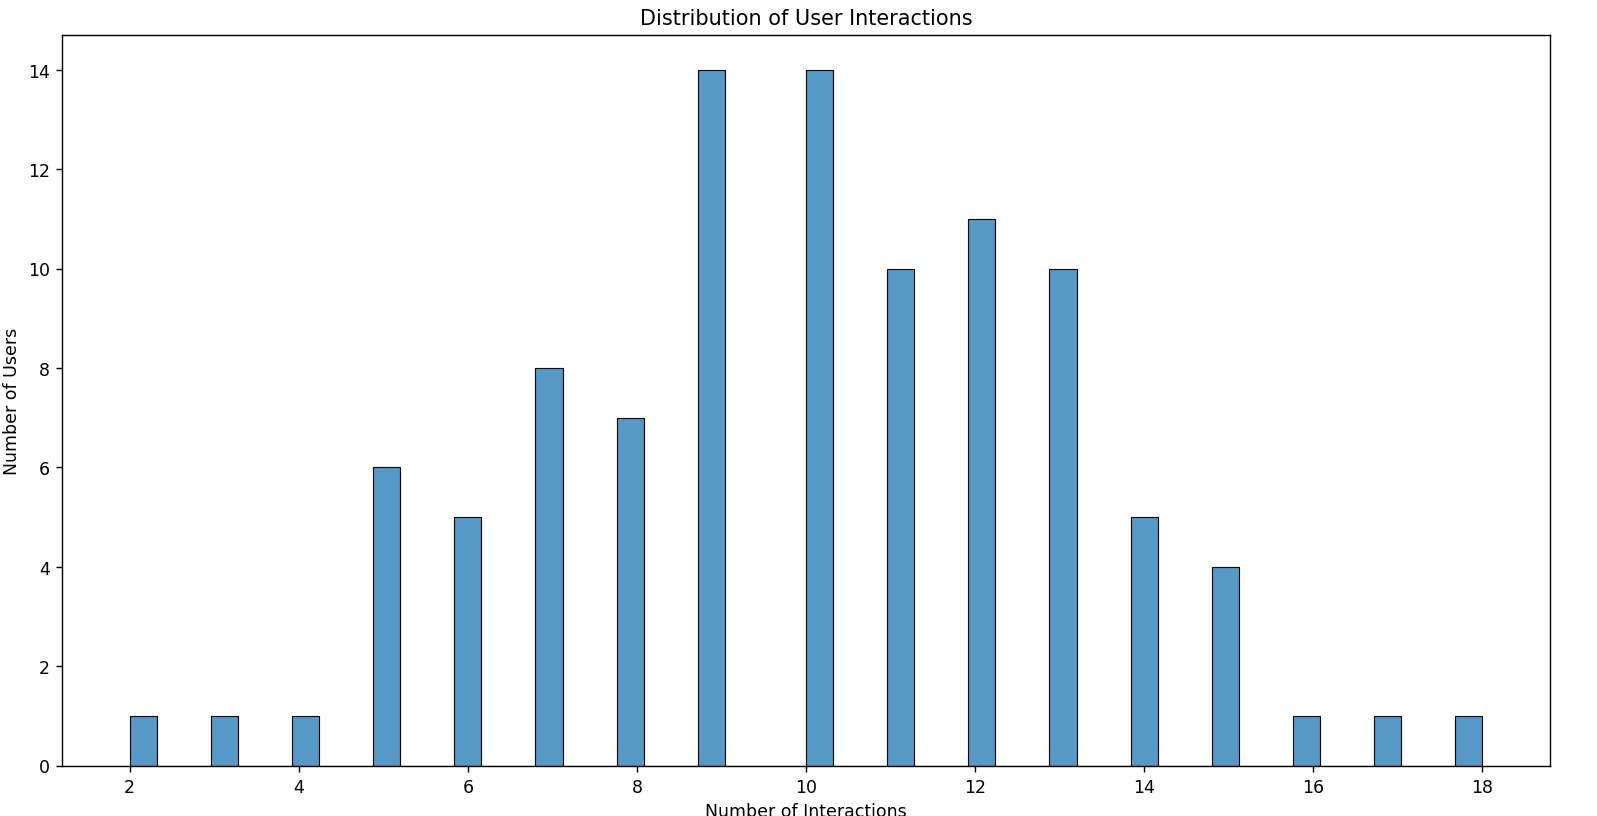 Distribution of User Interactions
14
12
10
8
6
4
2
0
Number of Users
2 4 6 8 10 12 14 16 18
Number of Interactions